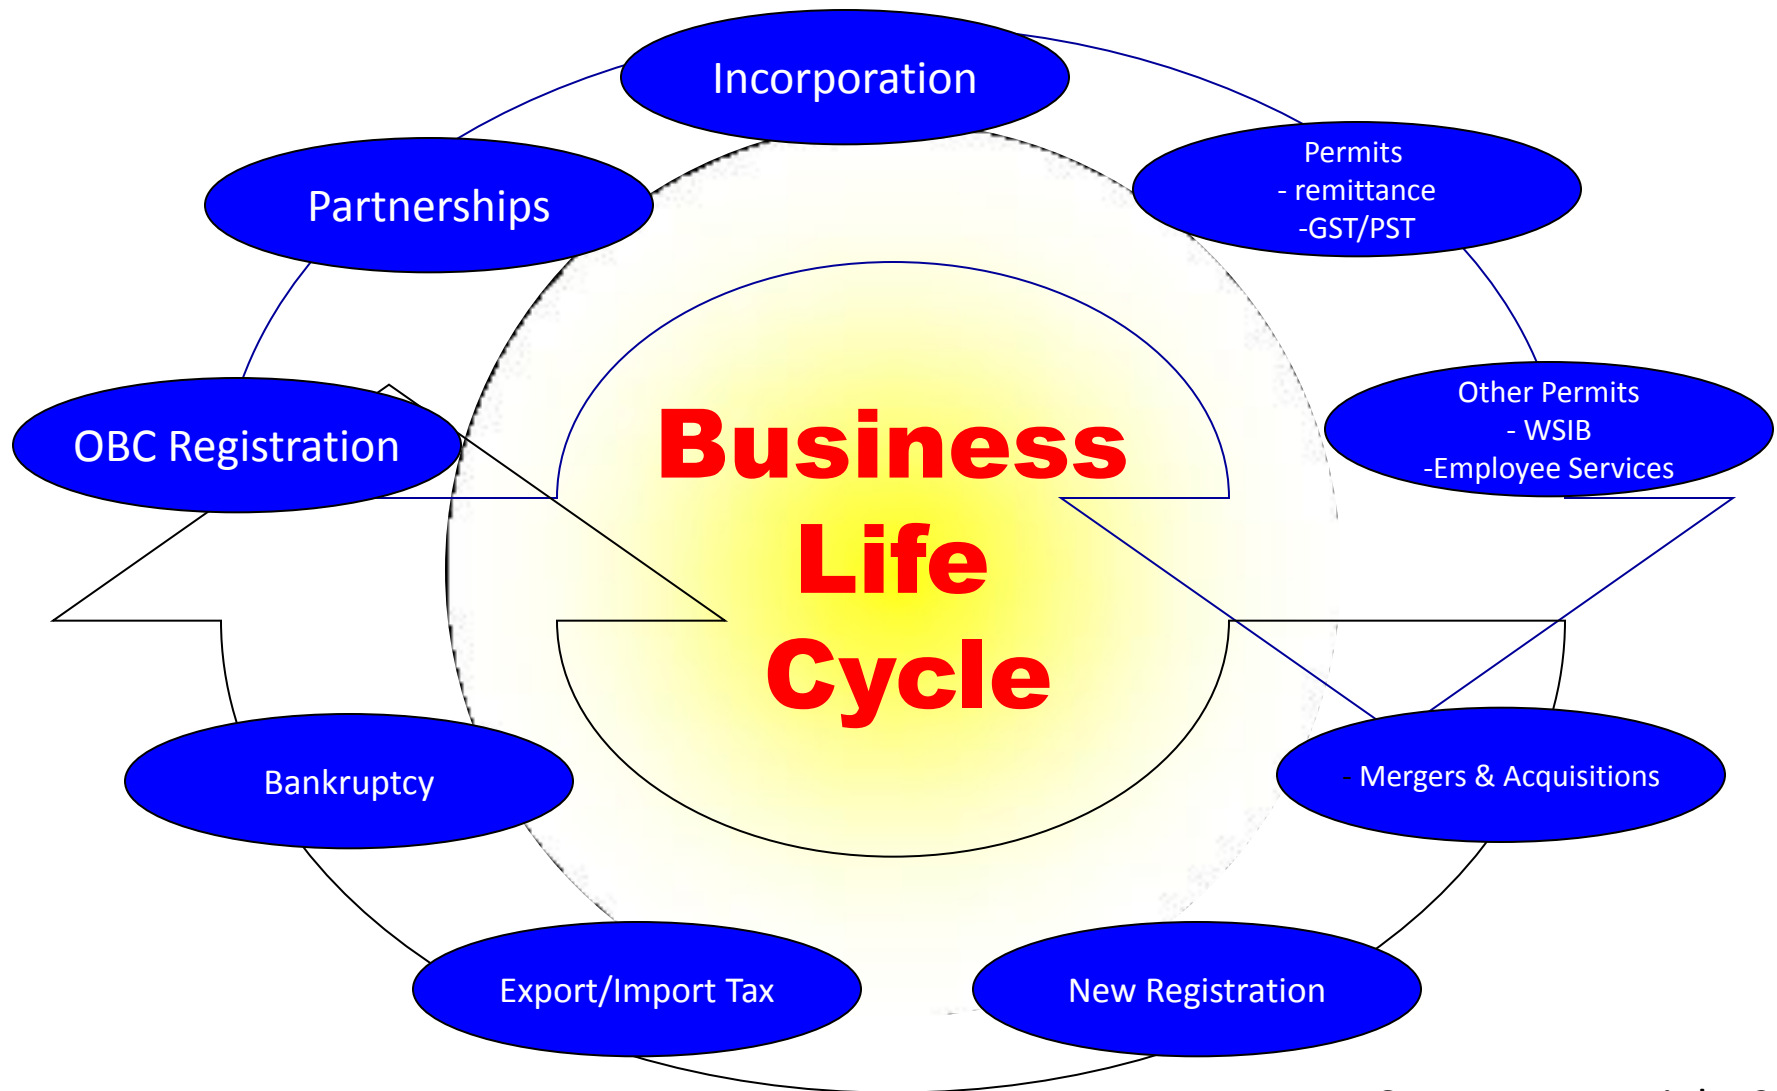 Incorporation
Partnerships
Permits
- remittance
-GST/PST
OBC Registration
Other Permits
- WSIB
-Employee Services
Business
Life
Cycle
Bankruptcy
- Mergers & Acquisitions
Export/Import Tax
New Registration